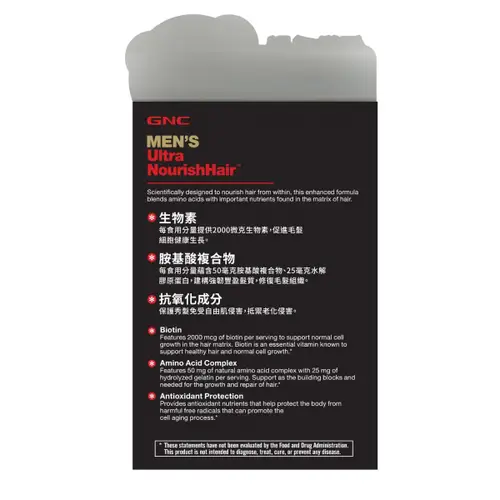 GNC
MEN'S
Ultra
NourishHair™
Scientifically designed to nourish hair from within, this enhanced formula
blends amino acids with important nutrients found in the matrix of hair.
生物素
每食用分量提供2000微克生物素，促進毛髮
細胞健康生長。
胺基酸複合物
每食用分量蘊含50毫克胺基酸複合物、25毫克水解
膠原蛋白，建構強韌豐盈髮質，修復毛髮組織。
抗氧化成分
保護秀髮免受自由肌侵害，抵禦老化侵害。
Biotin
Features 2000 mcg of biotin per serving to support normal cell
growth in the hair matrix. Biotin is an essential vitamin known to
support healthy hair and normal cell growth.*
Amino Acid Complex
Features 50 mg of natural amino acid complex with 25 mg of
hydrolyzed gelatin per serving. Support as the building blocks and
needed for the growth and repair of hair.*
Antioxidant Protection
Provides antioxidant nutrients that help protect the body from
harmful free radicals that can promote the
cell aging process.*
* These statements have not been evaluated by the Food and Drug Administration.
This product is not intended to diagnose, treat, cure, or prevent any disease.